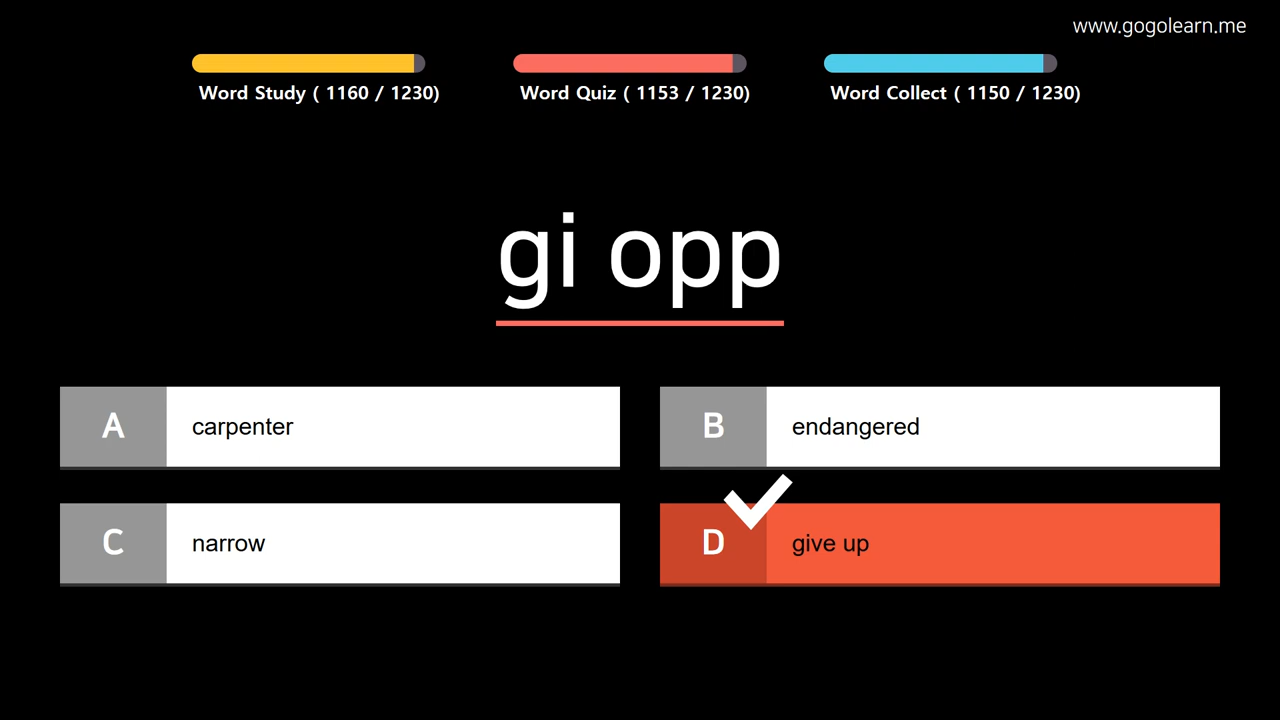 www.gogolearn.me
Word Study ( 1160 / 1230)
Word Quiz ( 1153 / 1230)
Word Collect ( 1150 / 1230)
gi opp
A carpenter
B endangered
C narrow
D give up